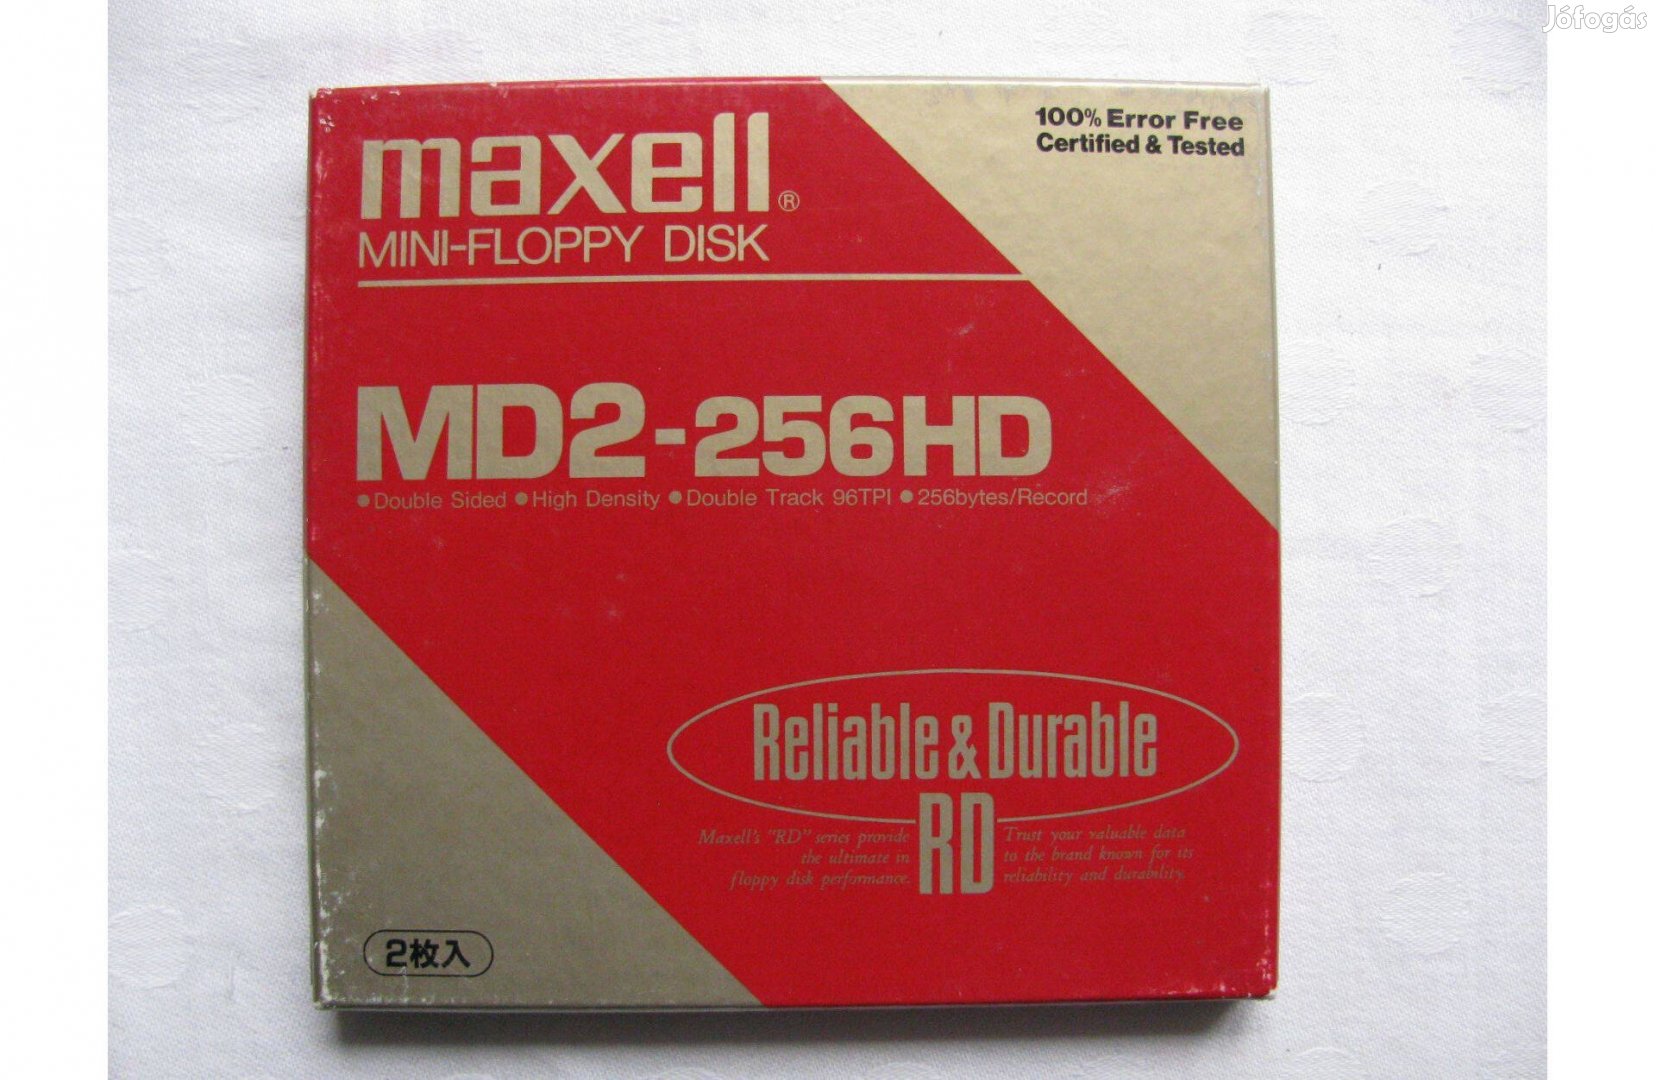 Jófogás
100% Error Free
Certified & Tested
maxell®
MINI-FLOPPY DISK
MD2-256HD
●Double Sided ●High Density ●Double Track 96TPI ●256bytes/Record
Reliable & Durable
RD
Maxell's "RD" series provide
the ultimate in
floppy disk performance.
Trust your valuable data
to the brand known for its
reliability and durability.
2枚入